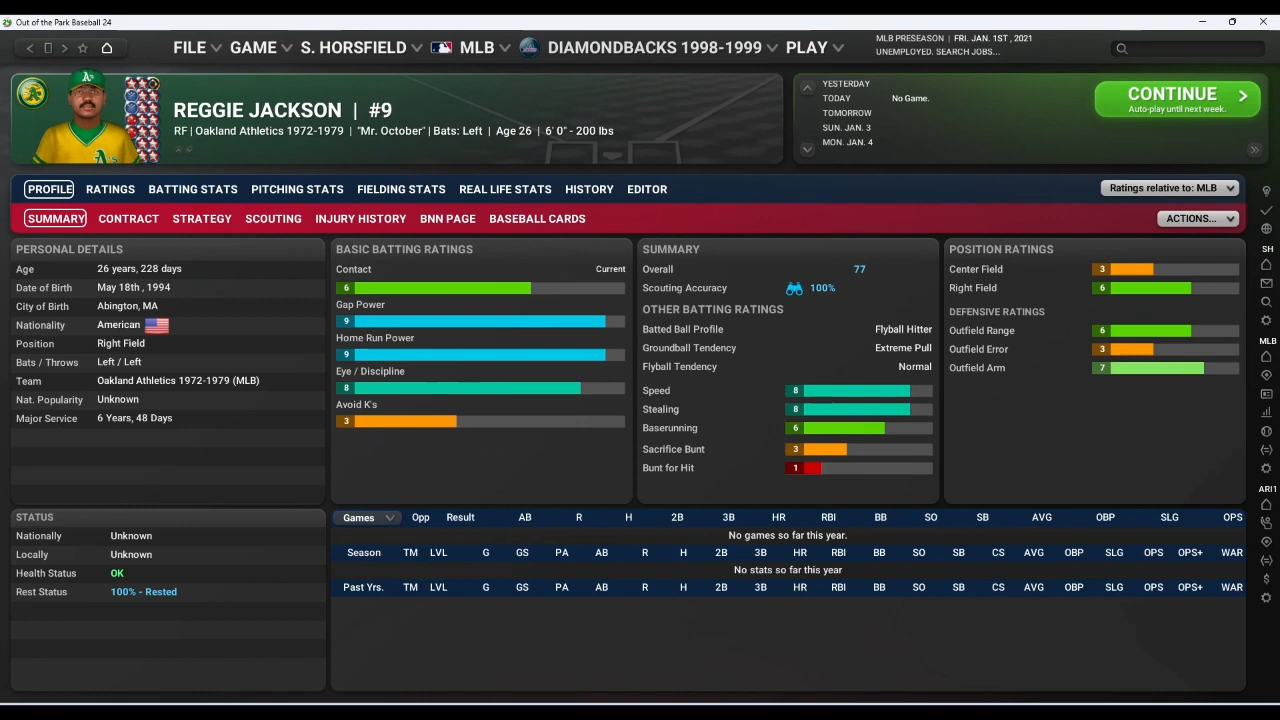 Out of the Park Baseball 24
FILE GAME S. HORSFIELD MLB DIAMONDBACKS 1998-1999 PLAY
MLB PRESEASON | FRI. JAN. 1ST , 2021
UNEMPLOYED. SEARCH JOBS...
REGGIE JACKSON | #9
RF | Oakland Athletics 1972-1979 | "Mr. October" | Bats: Left | Age 26 | 6' 0" - 200 lbs
YESTERDAY
TODAY No Game.
TOMORROW
SUN. JAN. 3
MON. JAN. 4
CONTINUE
Auto-play until next week.
PROFILE RATINGS BATTING STATS PITCHING STATS FIELDING STATS REAL LIFE STATS HISTORY EDITOR
Ratings relative to: MLB
SUMMARY CONTRACT STRATEGY SCOUTING INJURY HISTORY BNN PAGE BASEBALL CARDS
ACTIONS...
PERSONAL DETAILS
Age 26 years, 228 days
Date of Birth May 18th , 1994
City of Birth Abington, MA
Nationality American
Position Right Field
Bats / Throws Left / Left
Team Oakland Athletics 1972-1979 (MLB)
Nat. Popularity Unknown
Major Service 6 Years, 48 Days
BASIC BATTING RATINGS
Contact Current
6
Gap Power
9
Home Run Power
9
Eye / Discipline
8
Avoid K's
3
SUMMARY
Overall 77
Scouting Accuracy 100%
OTHER BATTING RATINGS
Batted Ball Profile Flyball Hitter
Groundball Tendency Extreme Pull
Flyball Tendency Normal
Speed 8
Stealing 8
Baserunning 6
Sacrifice Bunt 3
Bunt for Hit 1
POSITION RATINGS
Center Field 3
Right Field 6
DEFENSIVE RATINGS
Outfield Range 6
Outfield Error 3
Outfield Arm 7
SH
MLB
ARI1
STATUS
Nationally Unknown
Locally Unknown
Health Status OK
Rest Status 100% - Rested
Games Opp Result AB R H 2B 3B HR RBI BB SO SB AVG OBP SLG OPS
No games so far this year.
Season TM LVL G GS PA AB R H 2B 3B HR RBI BB SO SB CS AVG OBP SLG OPS OPS+ WAR
No stats so far this year
Past Yrs. TM LVL G GS PA AB R H 2B 3B HR RBI BB SO SB CS AVG OBP SLG OPS OPS+ WAR